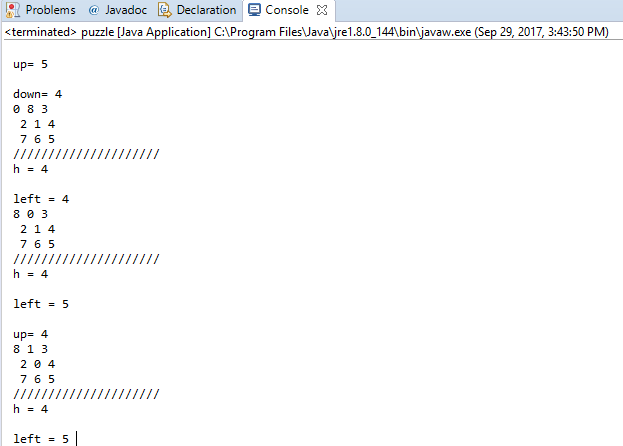 Problems @ Javadoc Declaration Console
<terminated> puzzle [Java Application] C:\Program Files\Java\jre1.8.0_144\bin\javaw.exe (Sep 29, 2017, 3:43:50 PM)
up= 5
down= 4
0 8 3
2 1 4
7 6 5
/////////////////////
h = 4
left = 4
8 0 3
2 1 4
7 6 5
/////////////////////
h = 4
left = 5
up= 4
8 1 3
2 0 4
7 6 5
/////////////////////
h = 4
left = 5